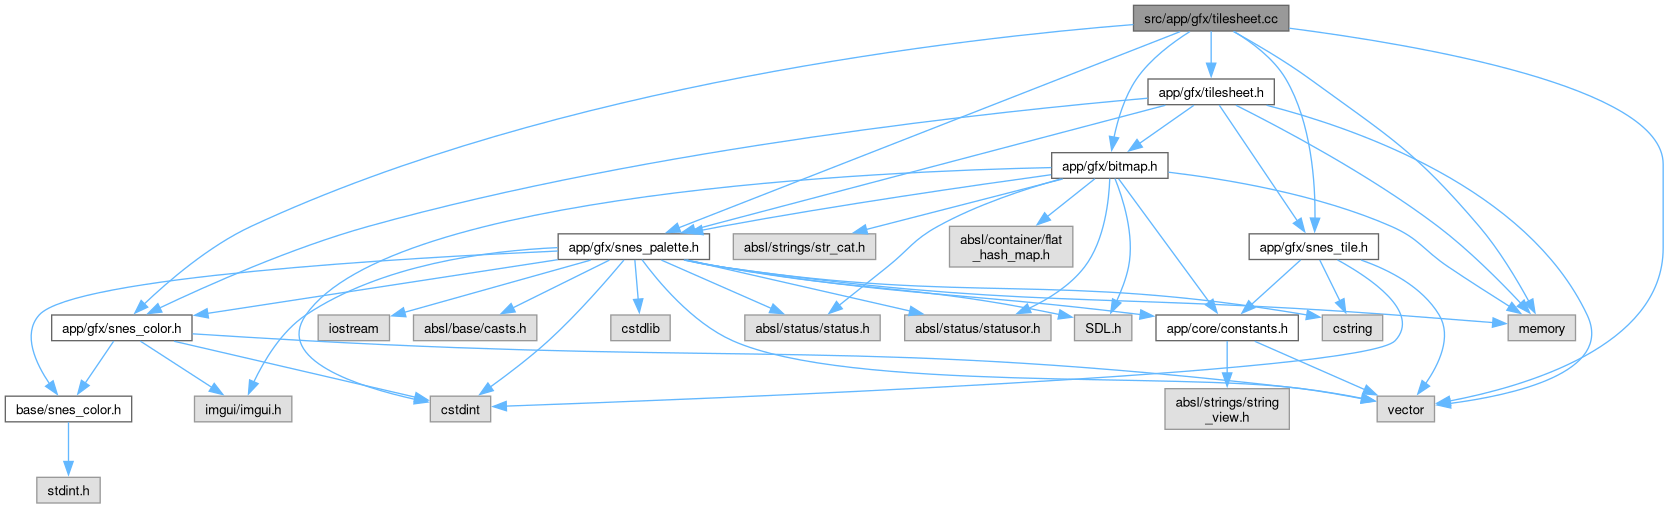 src/app/gfx/tilesheet.cc
app/gfx/tilesheet.h
app/gfx/bitmap.h
app/gfx/snes_palette.h
absl/strings/str_cat.h
absl/container/flat
_hash_map.h
app/gfx/snes_tile.h
app/gfx/snes_color.h
iostream
absl/base/casts.h
cstdlib
absl/status/status.h
absl/status/statusor.h
SDL.h
app/core/constants.h
cstring
memory
base/snes_color.h
imgui/imgui.h
cstdint
absl/strings/string
_view.h
vector
stdint.h